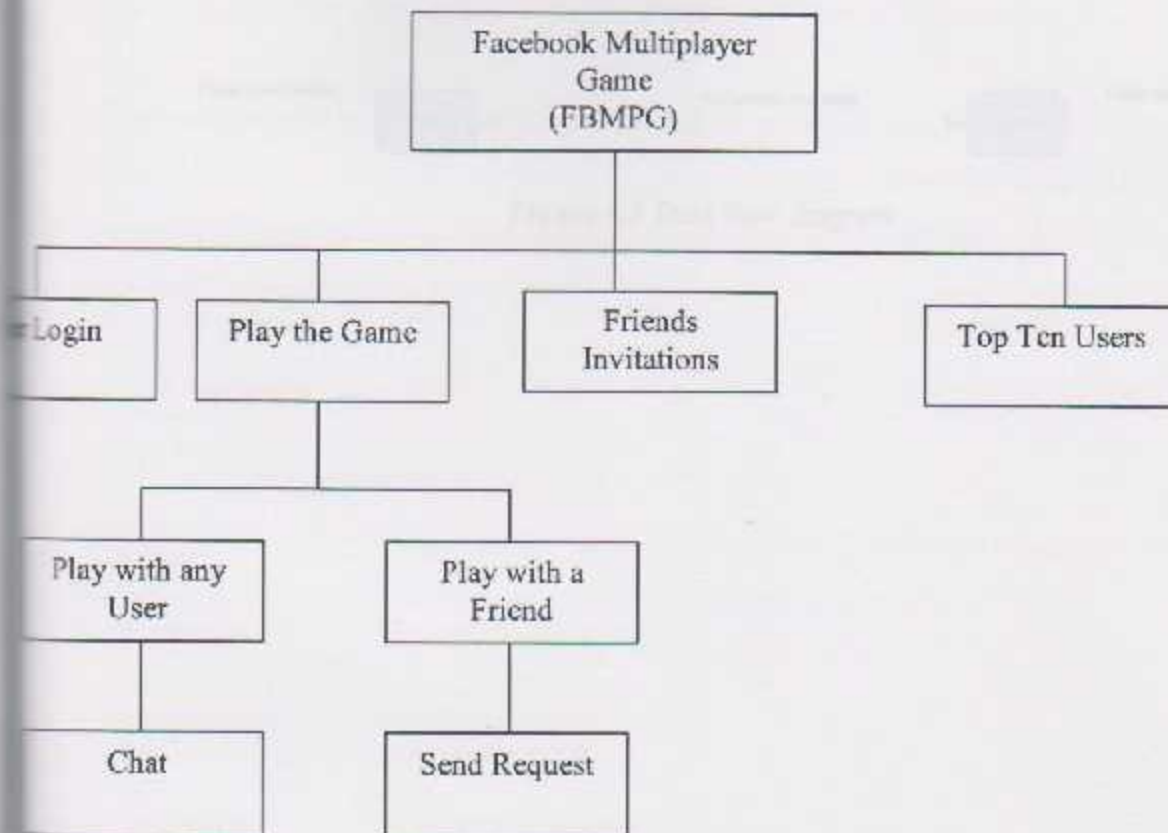 Facebook Multiplayer
Game
(FBMPG)
Login
Play the Game
Friends
Invitations
Top Ten Users
Play with any
User
Play with a
Friend
Chat
Send Request